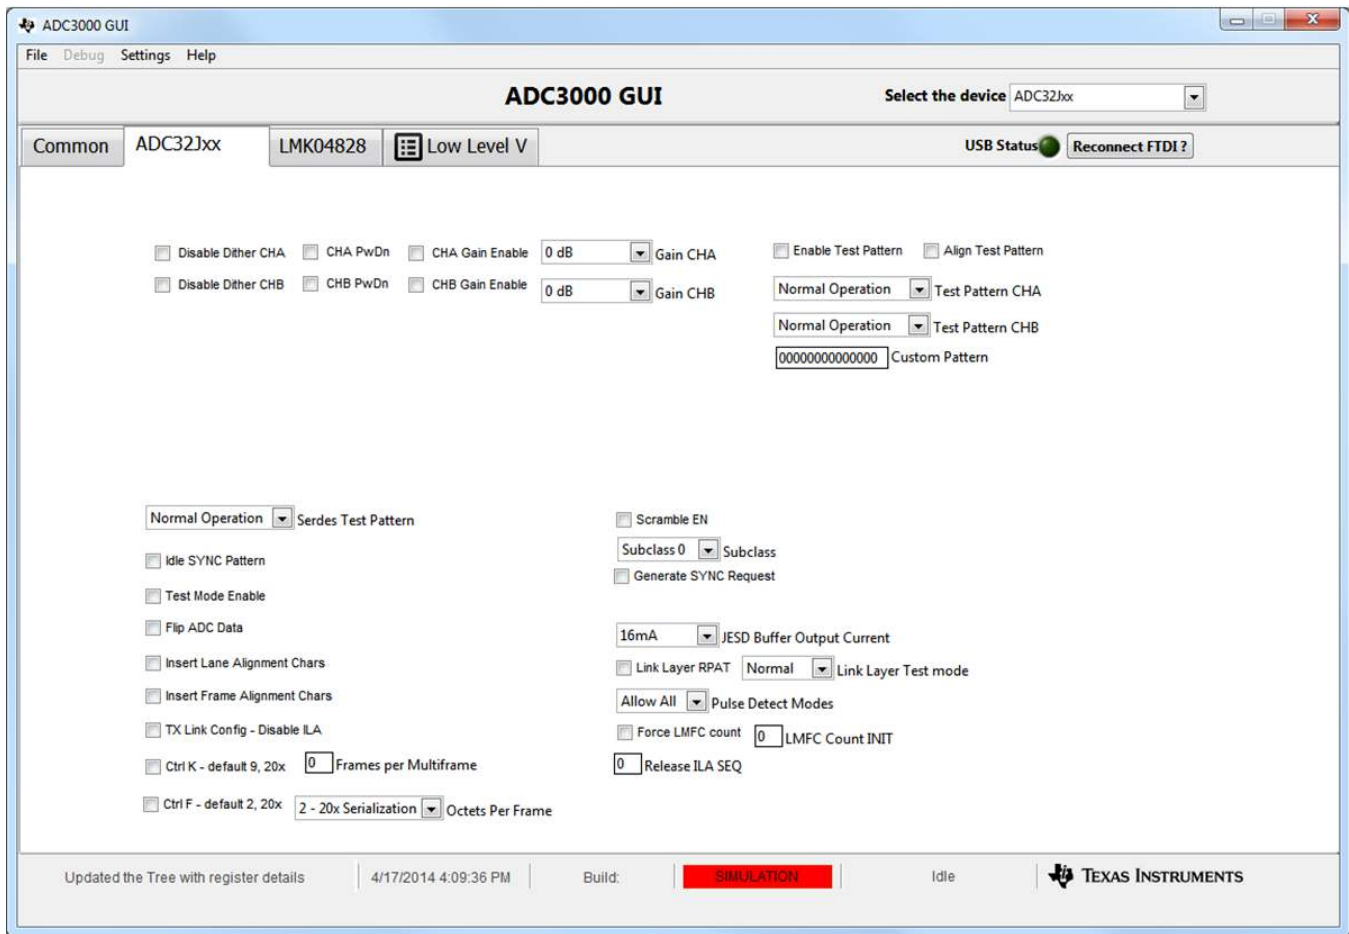 ADC3000 GUI
File Debug Settings Help
ADC3000 GUI
Select the device ADC32Jxx
Common ADC32Jxx LMK04828 Low Level V
USB Status Reconnect FTDI ?
Disable Dither CHA CHA PwDn CHA Gain Enable 0 dB Gain CHA
Enable Test Pattern Align Test Pattern
Disable Dither CHB CHB PwDn CHB Gain Enable 0 dB Gain CHB
Normal Operation Test Pattern CHA
Normal Operation Test Pattern CHB
00000000000000 Custom Pattern
Normal Operation Serdes Test Pattern
Scramble EN
Subclass 0 Subclass
Idle SYNC Pattern
Generate SYNC Request
Test Mode Enable
Flip ADC Data
16mA JESD Buffer Output Current
Insert Lane Alignment Chars
Link Layer RPAT Normal Link Layer Test mode
Insert Frame Alignment Chars
Allow All Pulse Detect Modes
TX Link Config - Disable ILA
Force LMFC count 0 LMFC Count INIT
Ctrl K - default 9, 20x 0 Frames per Multiframe
0 Release ILA SEQ
Ctrl F - default 2, 20x 2 - 20x Serialization Octets Per Frame
Updated the Tree with register details 4/17/2014 4:09:36 PM Build: SIMULATION Idle TEXAS INSTRUMENTS